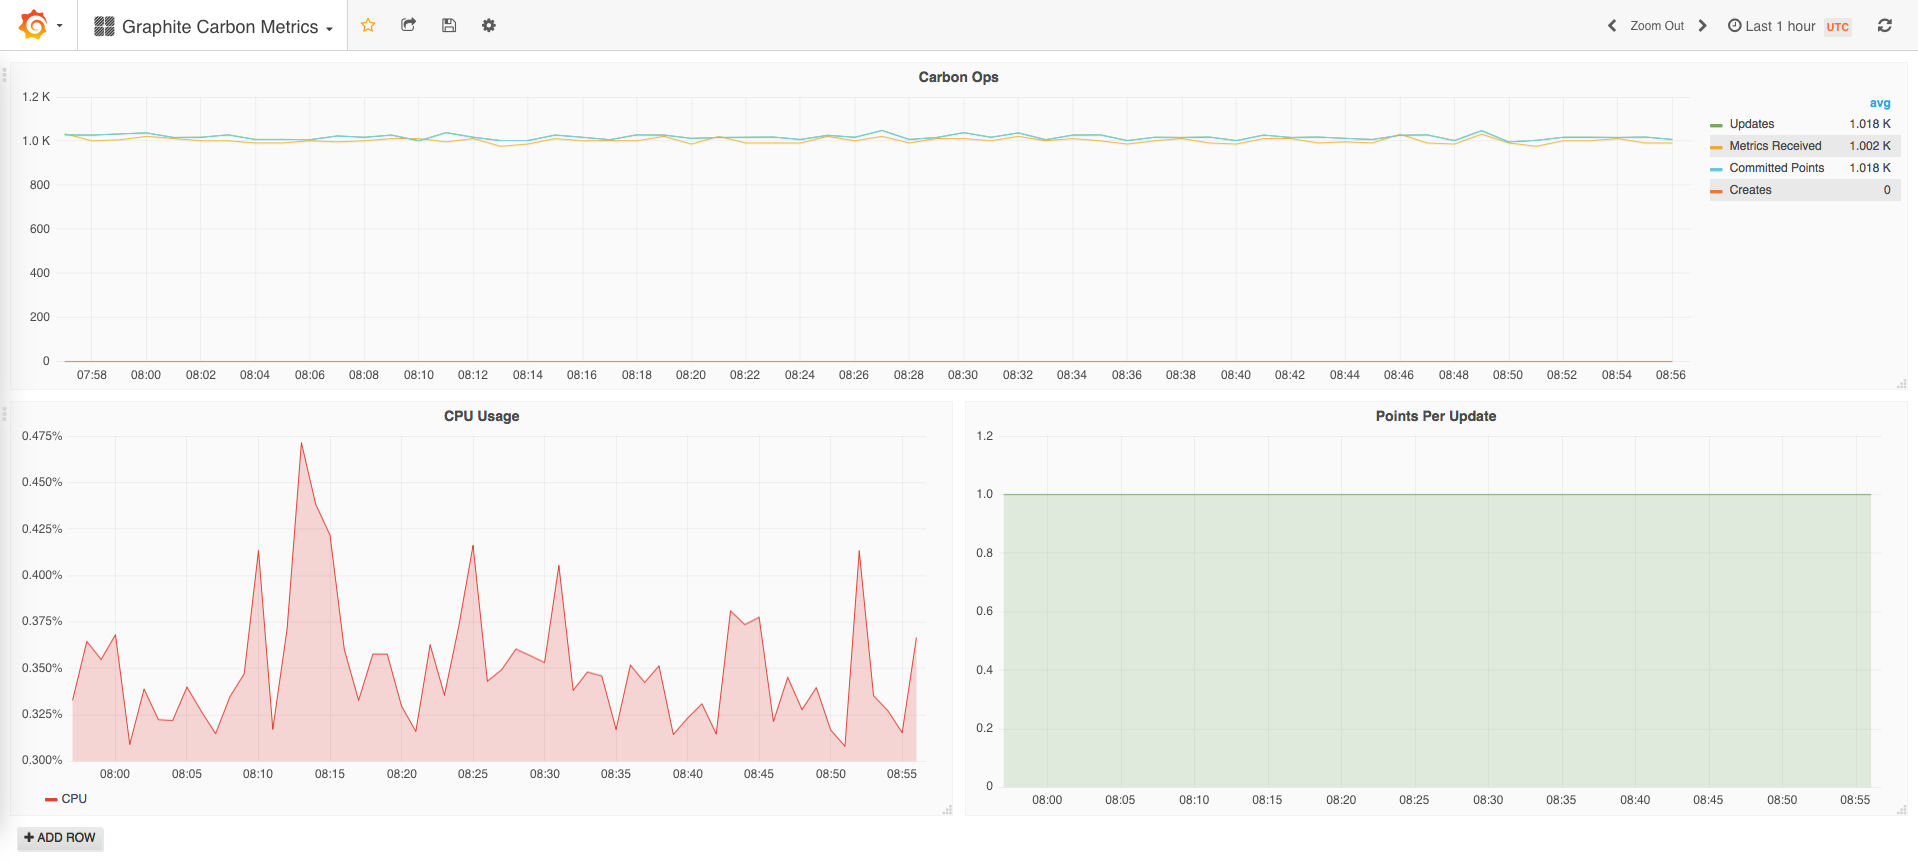 Graphite Carbon Metrics
Zoom Out
Last 1 hour UTC
Carbon Ops
1.2 K
1.0 K
800
600
400
200
0
07:58 08:00 08:02 08:04 08:06 08:08 08:10 08:12 08:14 08:16 08:18 08:20 08:22 08:24 08:26 08:28 08:30 08:32 08:34 08:36 08:38 08:40 08:42 08:44 08:46 08:48 08:50 08:52 08:54 08:56
avg
Updates 1.018 K
Metrics Received 1.002 K
Committed Points 1.018 K
Creates 0
CPU Usage
0.475%
0.450%
0.425%
0.400%
0.375%
0.350%
0.325%
0.300%
08:00 08:05 08:10 08:15 08:20 08:25 08:30 08:35 08:40 08:45 08:50 08:55
CPU
Points Per Update
1.2
1.0
0.8
0.6
0.4
0.2
0
08:00 08:05 08:10 08:15 08:20 08:25 08:30 08:35 08:40 08:45 08:50 08:55
+ ADD ROW